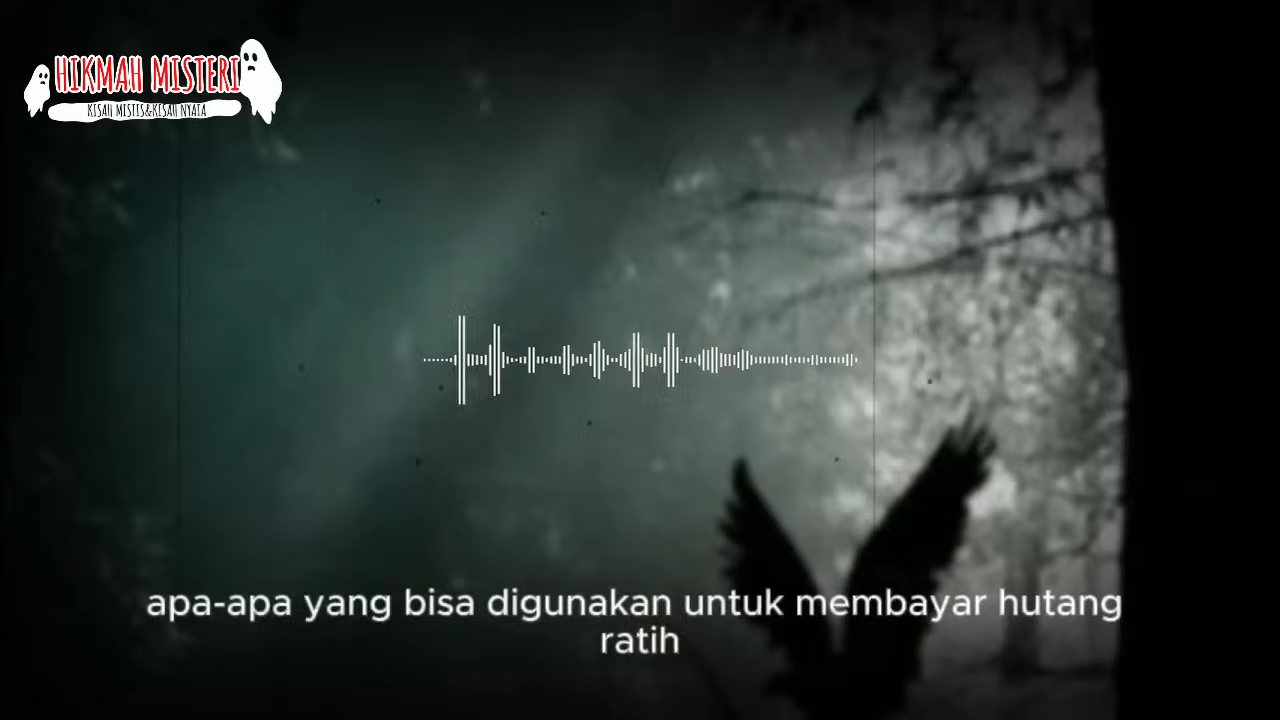 HIKMAH MISTERI
KISAH MISTIS&KISAH NYATA
apa-apa yang bisa digunakan untuk membayar hutang
ratih